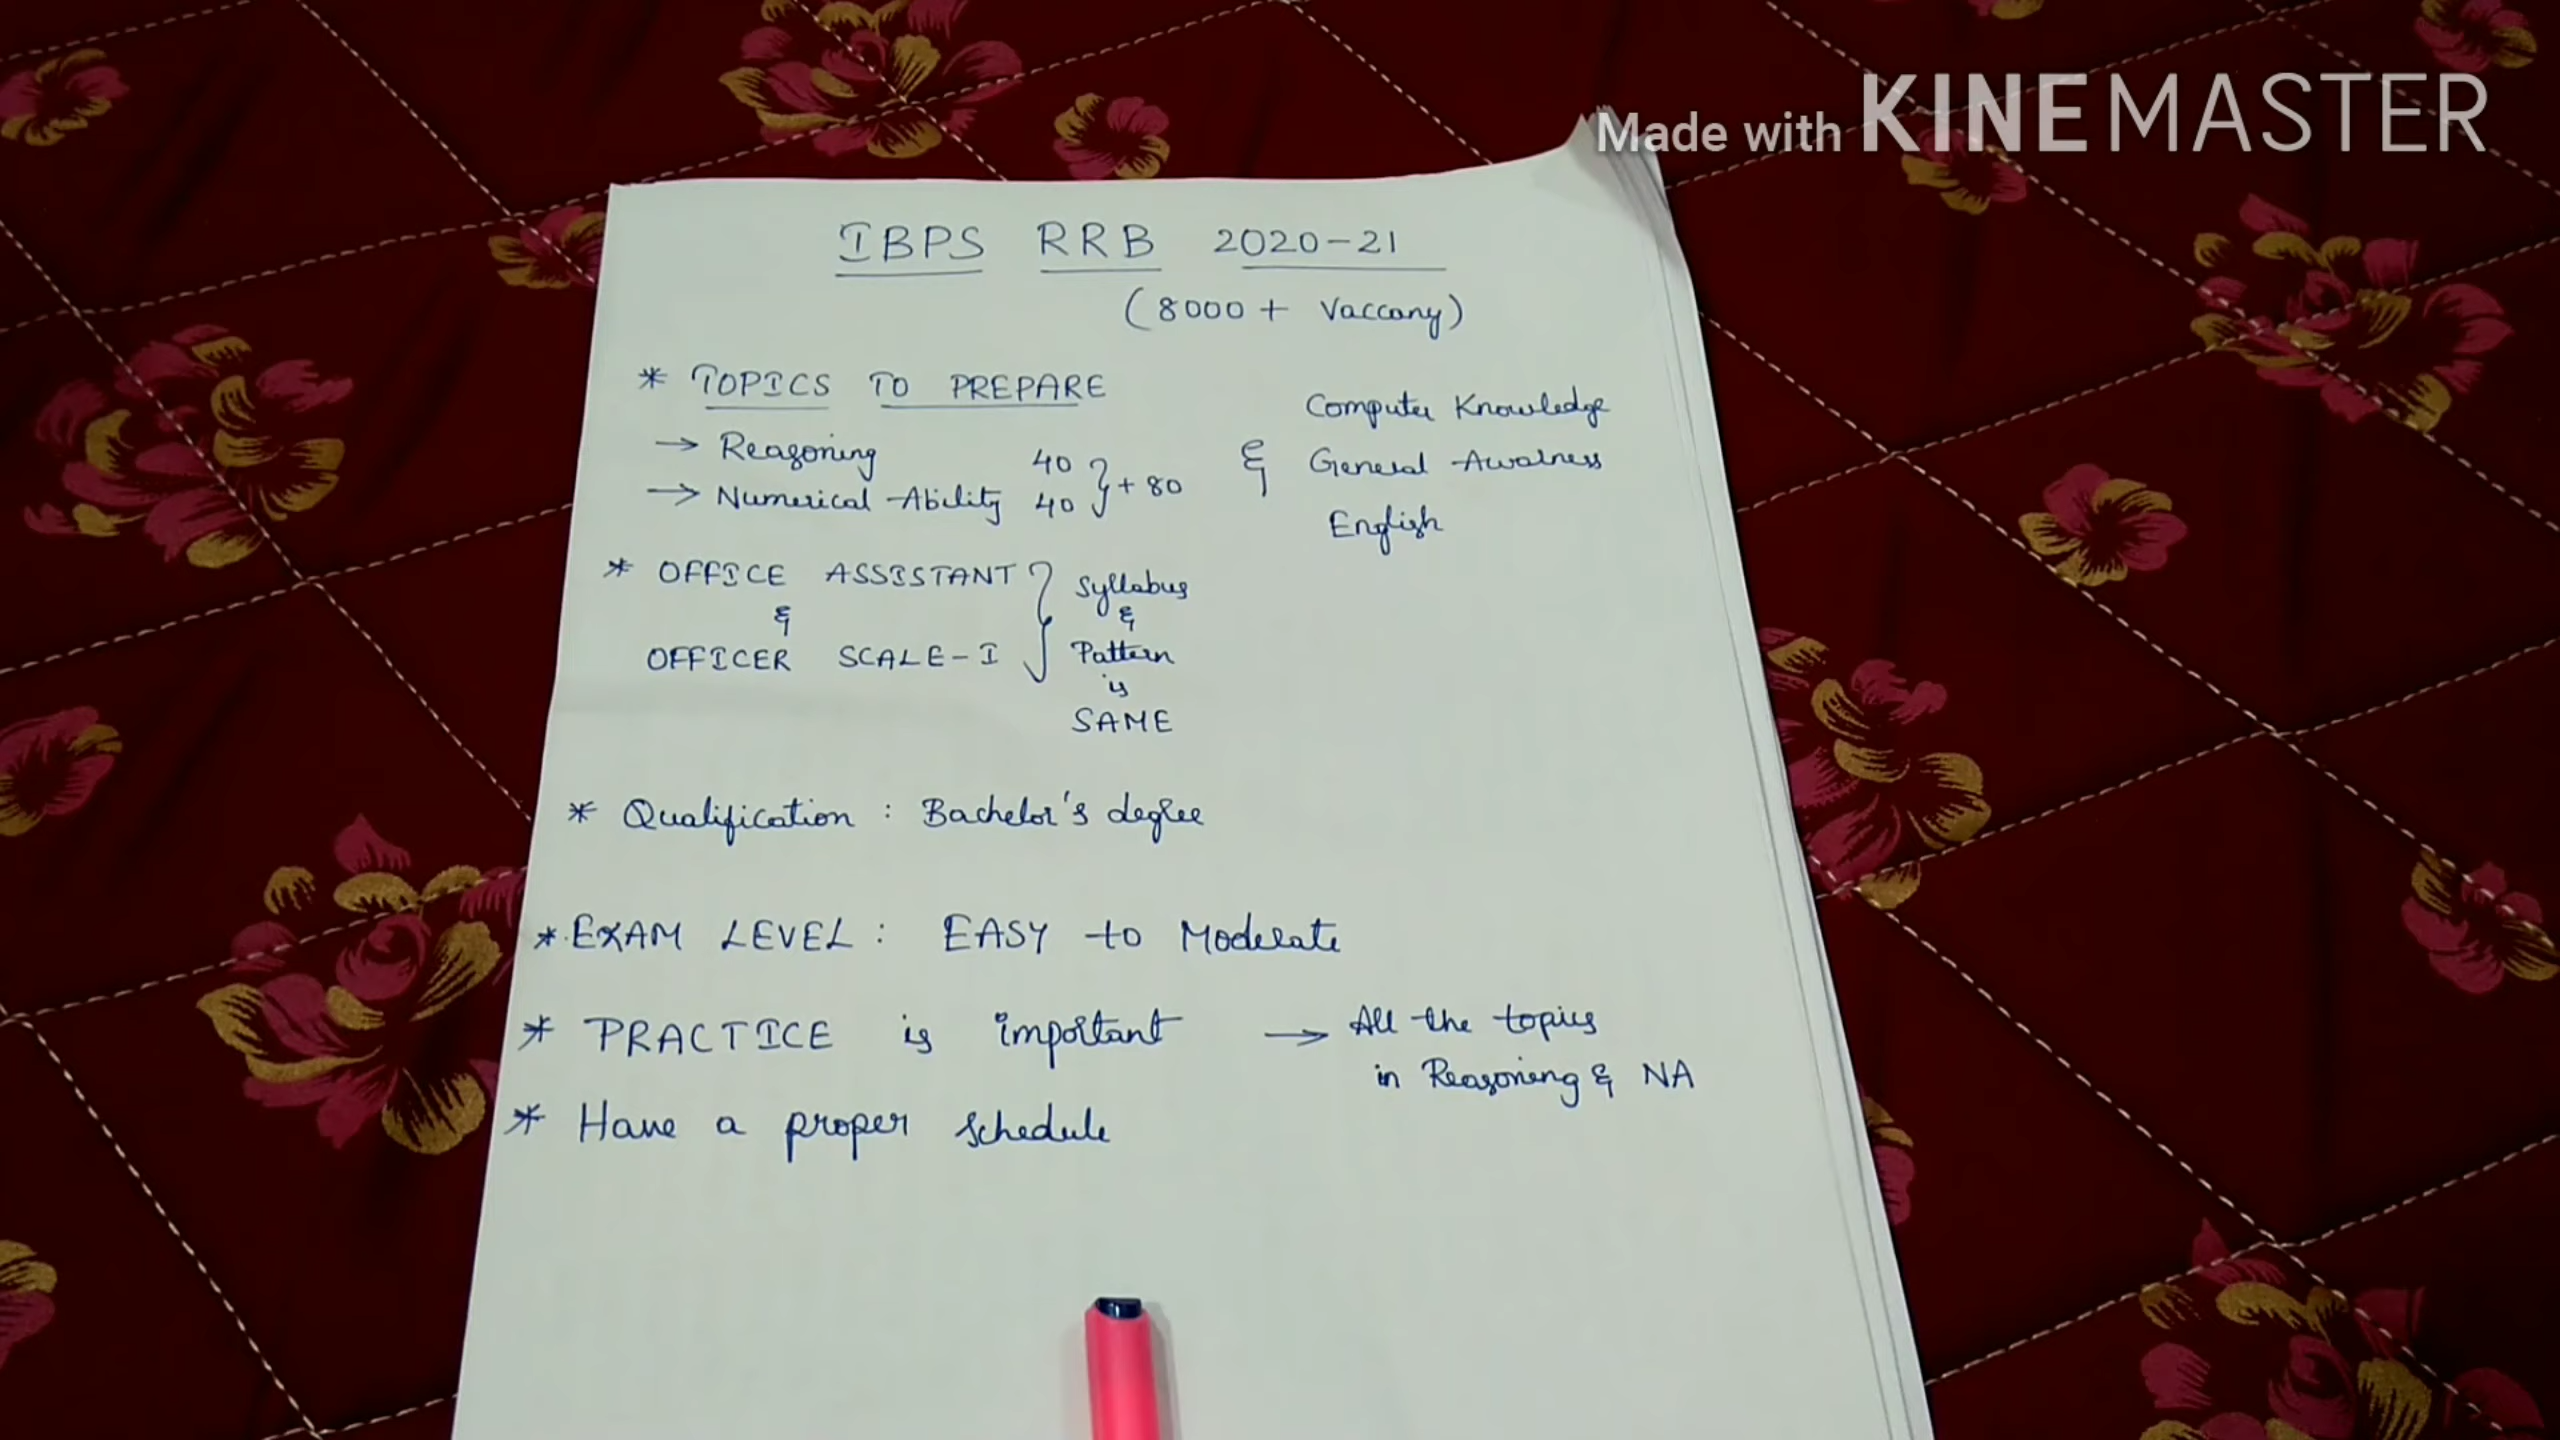 Made with KINEMASTER
IBPS RRB 2020-21
(8000 + Vaccany)
* TOPICS TO PREPARE
→ Reasoning 40
→ Numerical Ability 40 } + 80
& Computer Knowledge
General Awarness
English
* OFFICE ASSISTANT
&
OFFICER SCALE-I
} Syllabus
&
Pattern
is
SAME
* Qualification : Bachelor's degree
* EXAM LEVEL : EASY to Moderate
* PRACTICE is important → All the topics
in Reasoning & NA
* Have a proper schedule